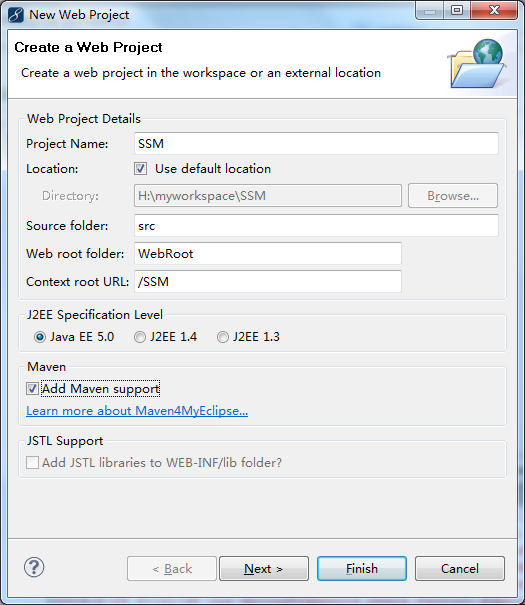 New Web Project
Create a Web Project
Create a web project in the workspace or an external location
Web Project Details
Project Name: SSM
Location: Use default location
Directory: H:\myworkspace\SSM Browse...
Source folder: src
Web root folder: WebRoot
Context root URL: /SSM
J2EE Specification Level
Java EE 5.0 J2EE 1.4 J2EE 1.3
Maven
Add Maven support
Learn more about Maven4MyEclipse...
JSTL Support
Add JSTL libraries to WEB-INF/lib folder?
? < Back Next > Finish Cancel